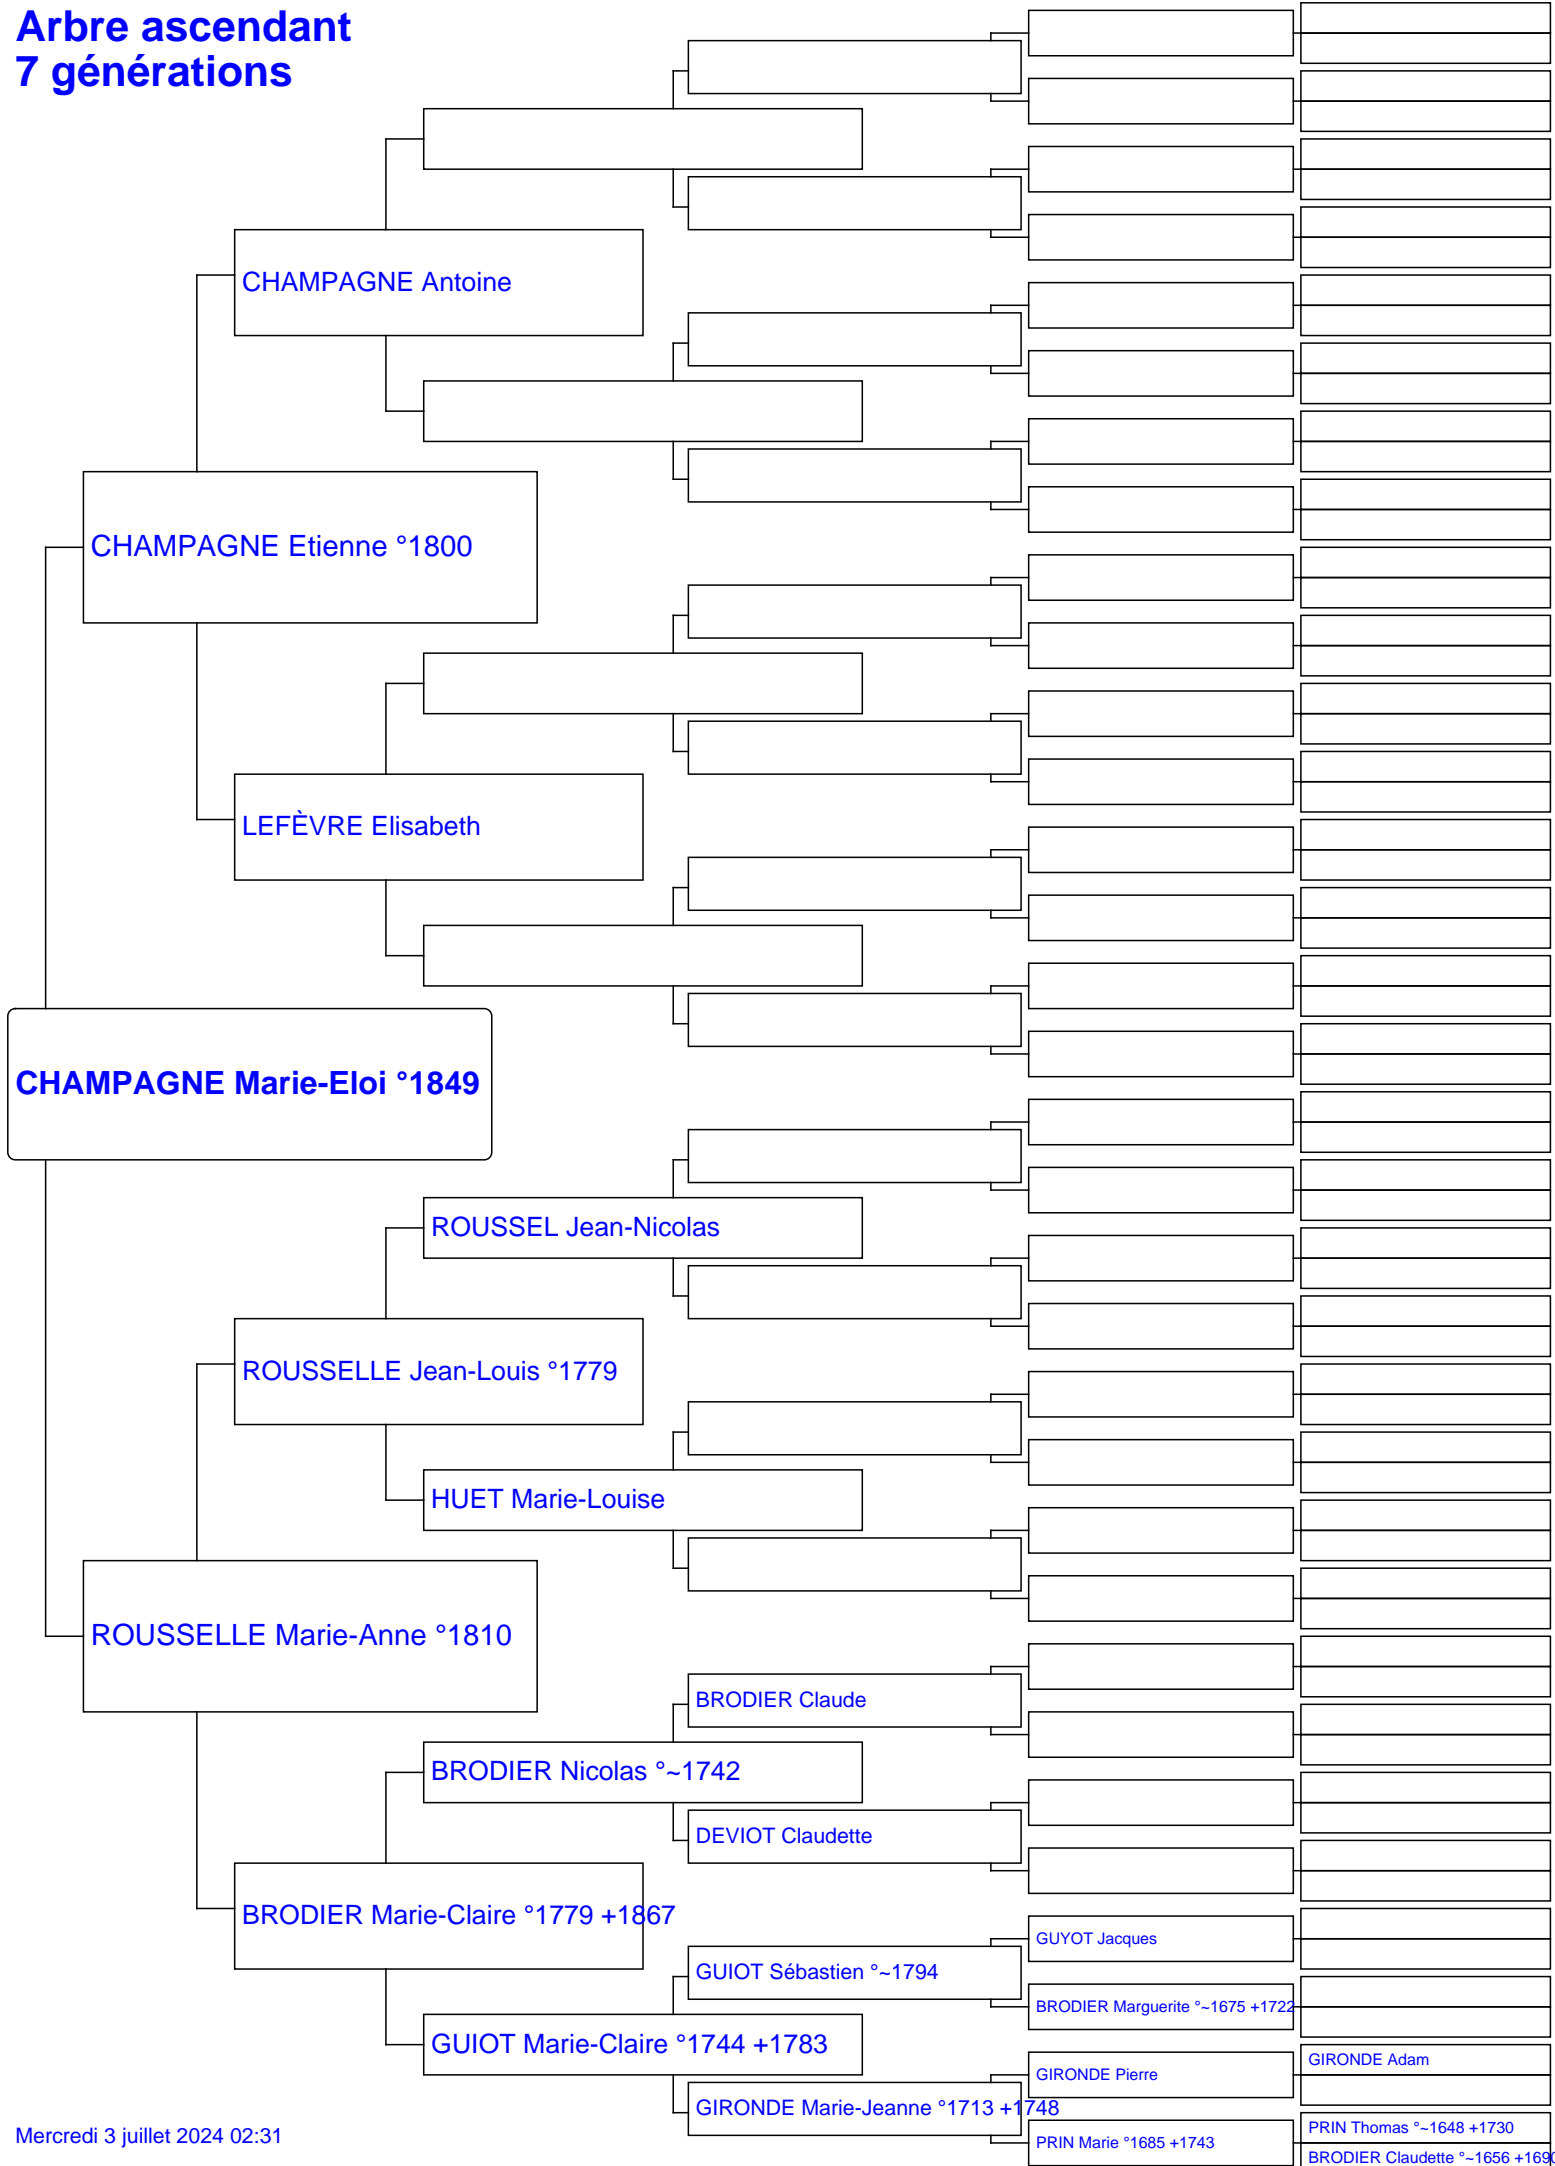 Arbre ascendant
7 générations
CHAMPAGNE Antoine
CHAMPAGNE Etienne °1800
LEFÈVRE Elisabeth
CHAMPAGNE Marie-Eloi °1849
ROUSSEL Jean-Nicolas
ROUSSELLE Jean-Louis °1779
HUET Marie-Louise
ROUSSELLE Marie-Anne °1810
BRODIER Claude
BRODIER Nicolas °~1742
DEVIOT Claudette
BRODIER Marie-Claire °1779 +1867
GUYOT Jacques
GUIOT Sébastien °~1794
BRODIER Marguerite °~1675 +1722
GUIOT Marie-Claire °1744 +1783
GIRONDE Adam
GIRONDE Pierre
GIRONDE Marie-Jeanne °1713 +1748
PRIN Thomas °~1648 +1730
PRIN Marie °1685 +1743
BRODIER Claudette °~1656 +1690
Mercredi 3 juillet 2024 02:31